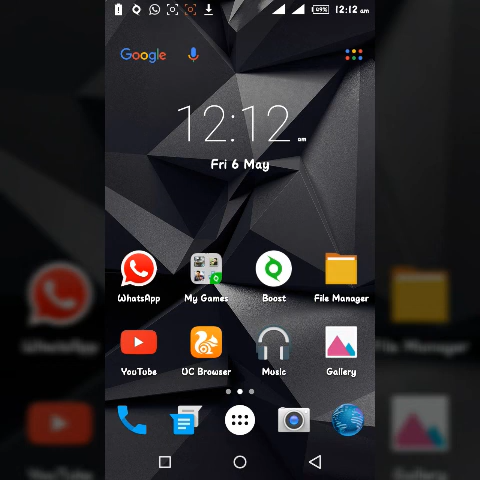 89% 12:12 am
Google
12:12 am
Fri 6 May
WhatsApp My Games Boost File Manager
YouTube UC Browser Music Gallery